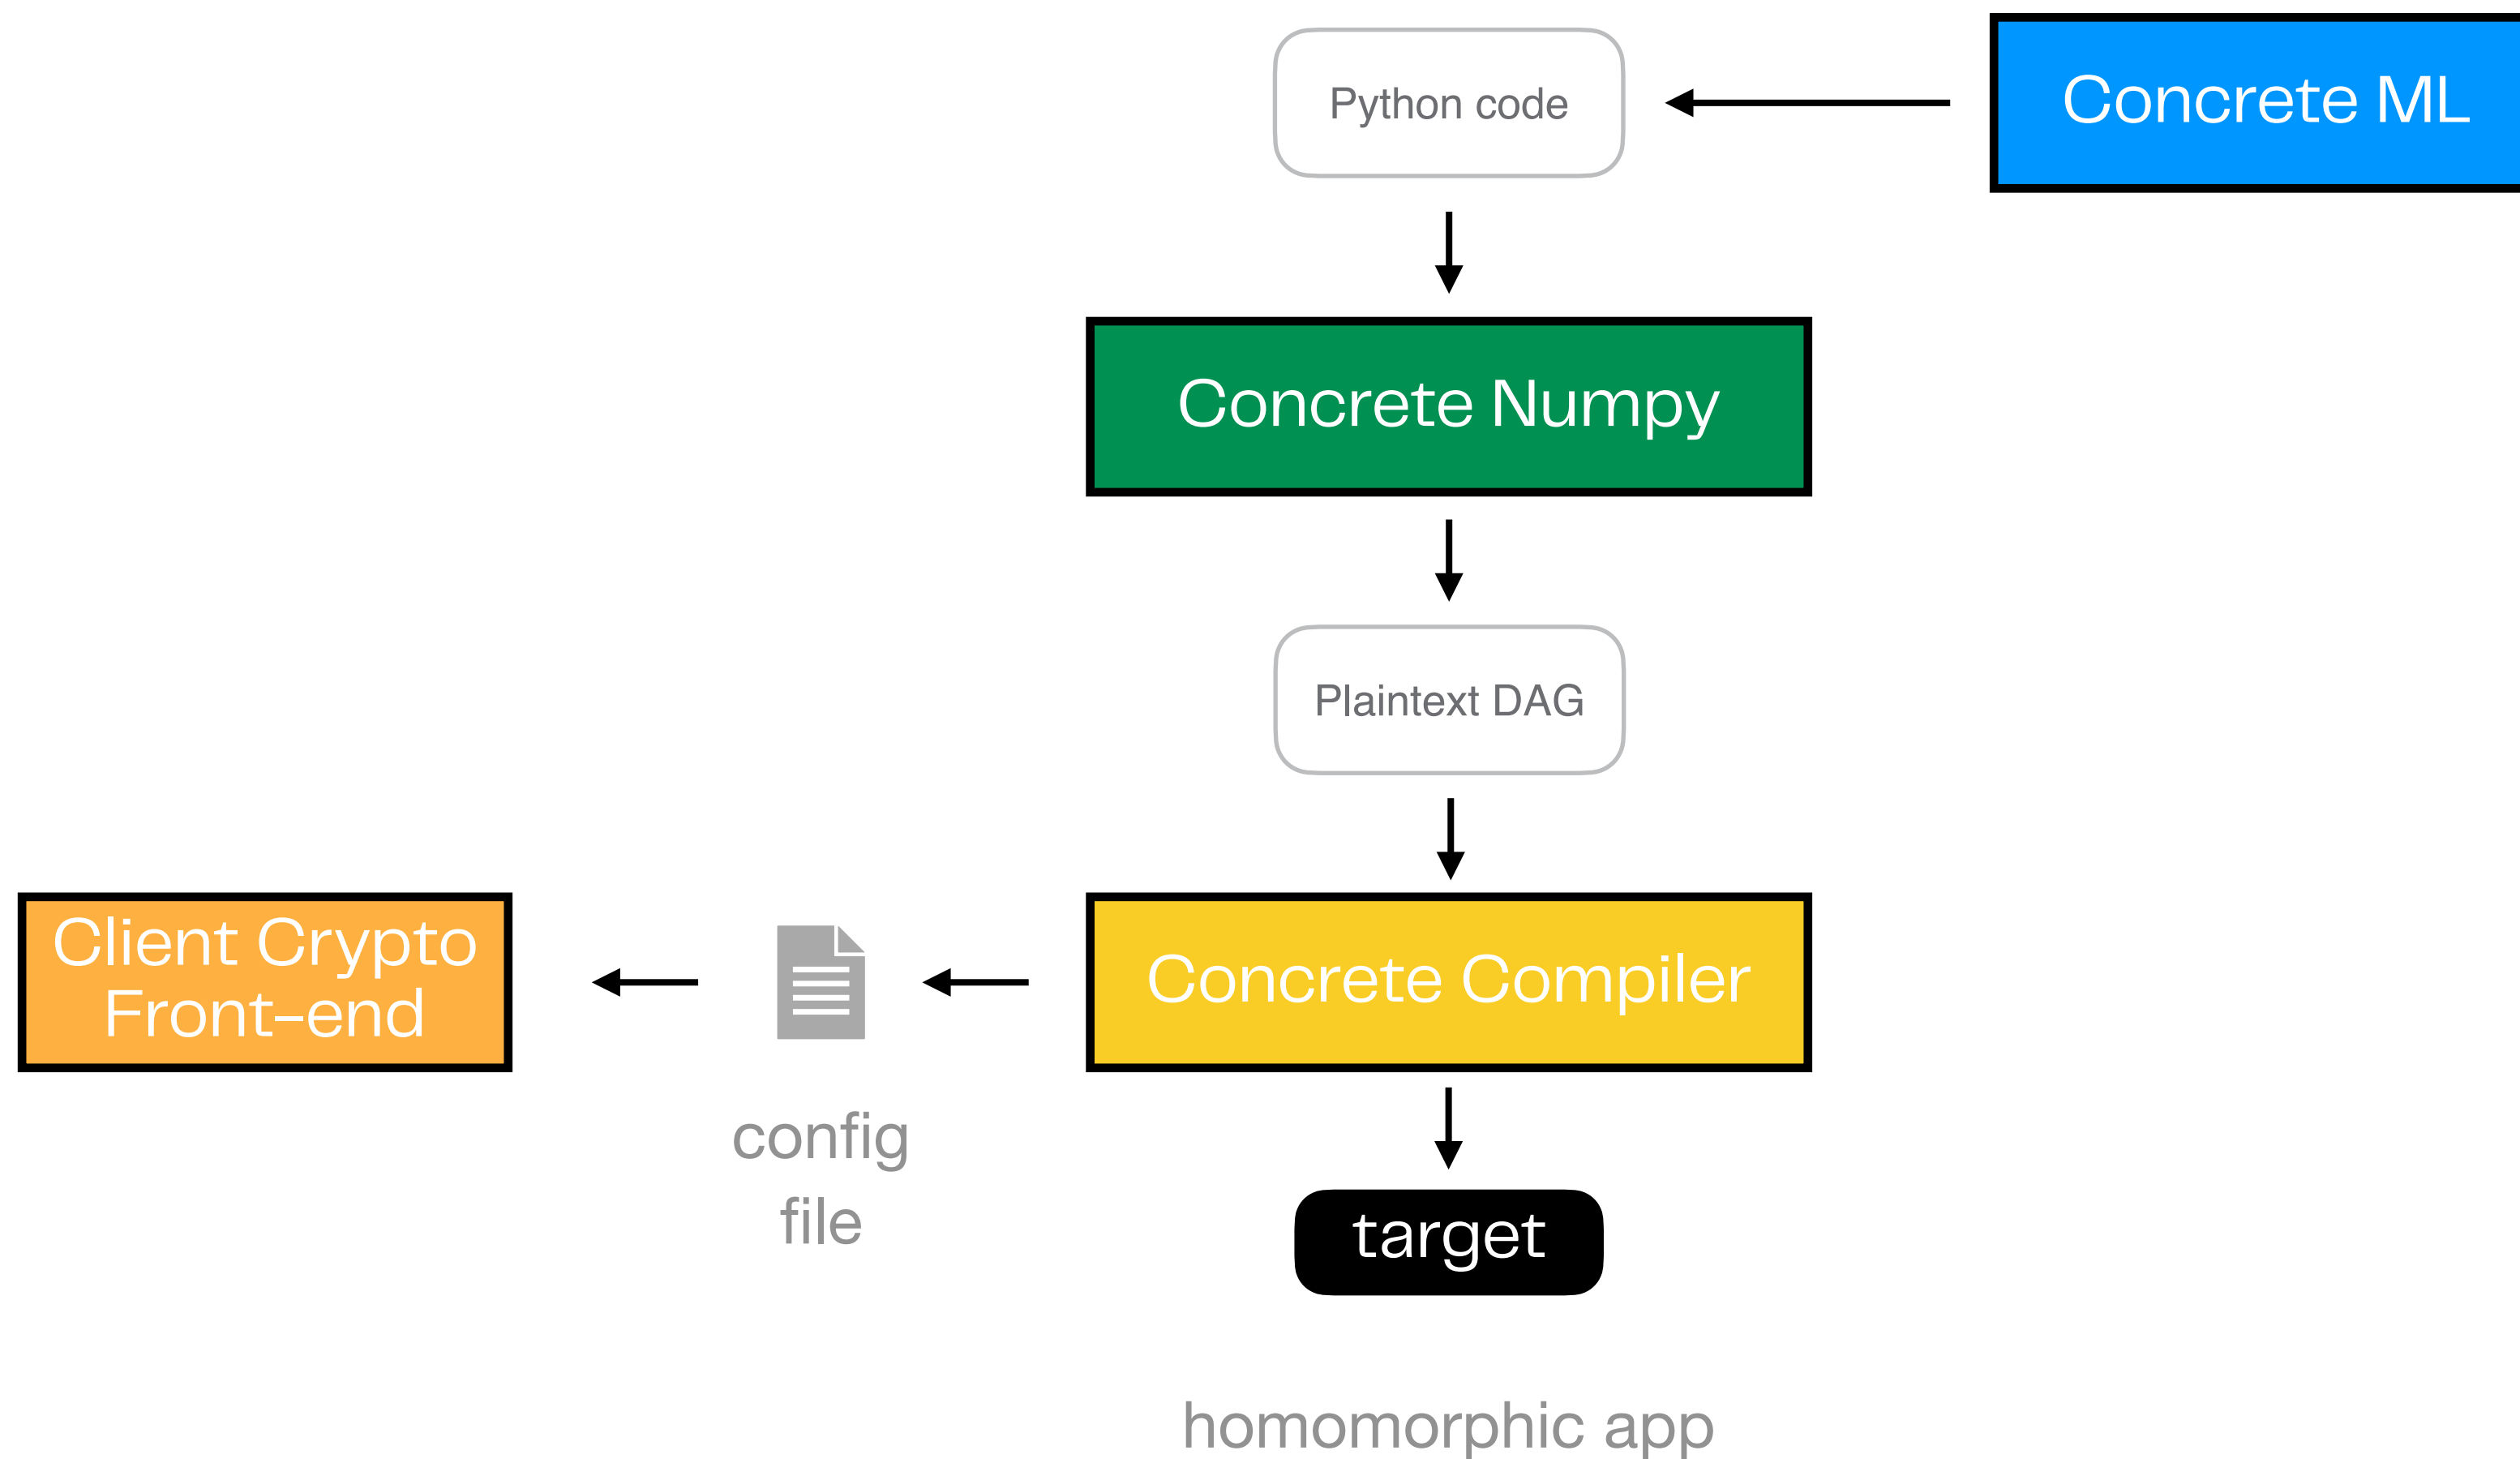 Python code
Concrete ML
Concrete Numpy
Plaintext DAG
Client Crypto
Front-end
config
file
Concrete Compiler
target
homomorphic app